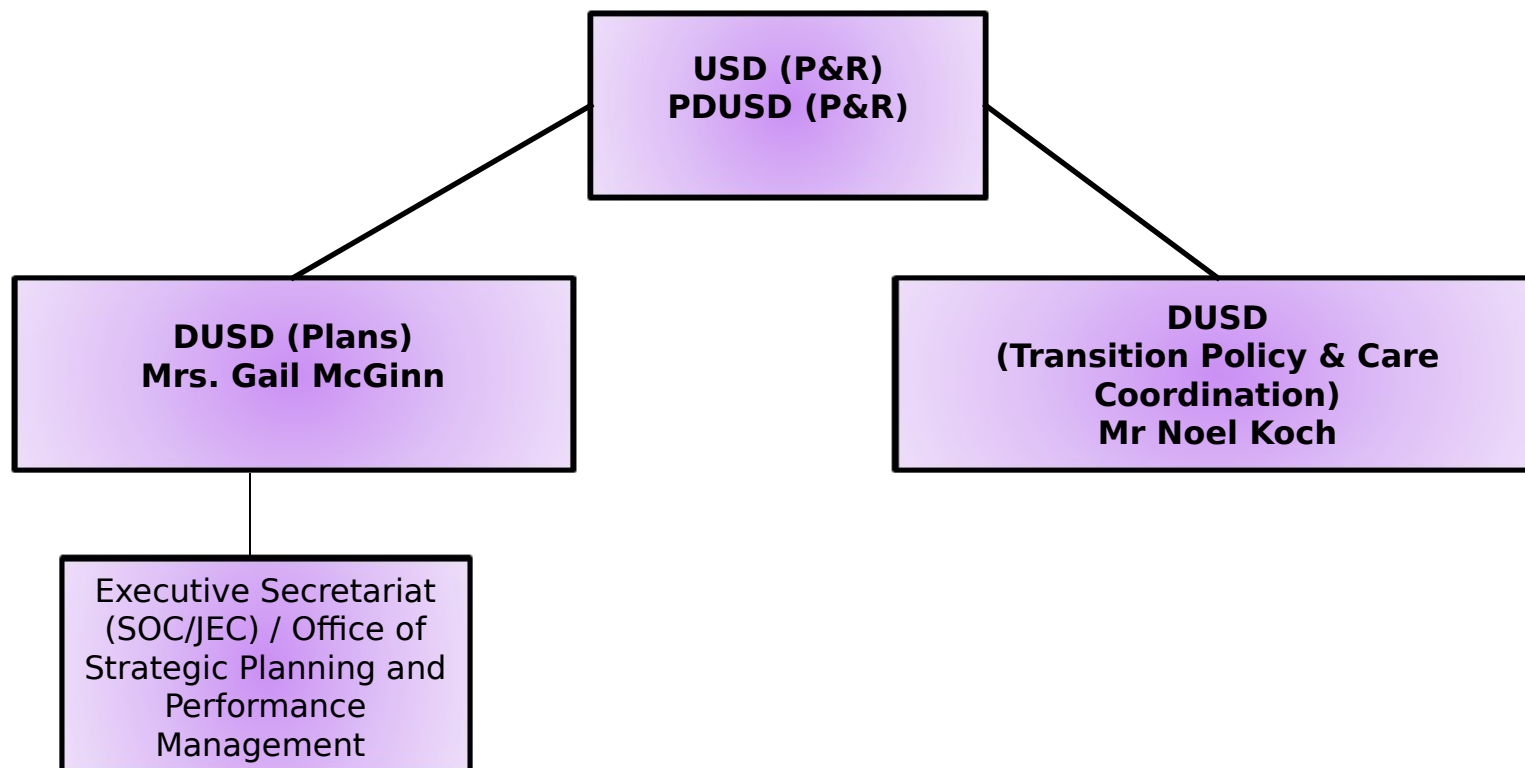 USD (P&R)
PDUSD (P&R)
DUSD (Plans)
Mrs. Gail McGinn
DUSD
(Transition Policy & Care
Coordination)
Mr Noel Koch
Executive Secretariat
(SOC/JEC) / Office of
Strategic Planning and
Performance
Management